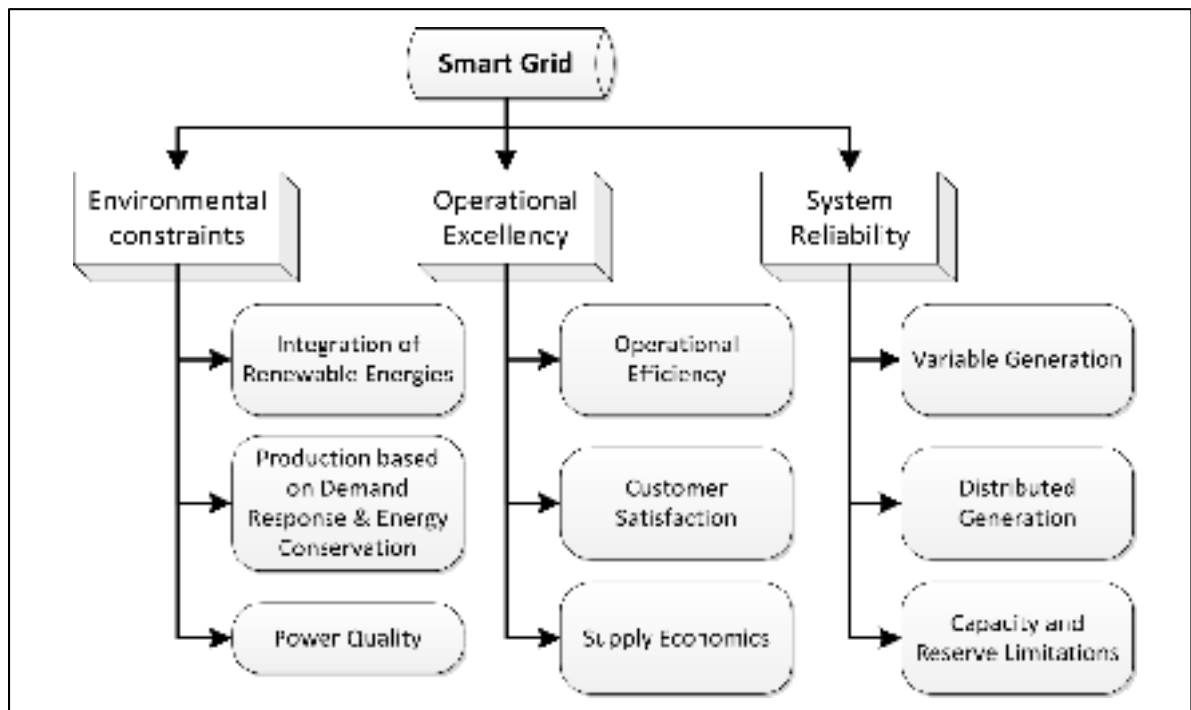 Smart Grid
Environmental
constraints
Operational
Excellency
System
Reliability
Integration of
Renewable Energies
Operational
Efficiency
Variable Generation
Production based
on Demand
Response & Energy
Conservation
Customer
Satisfaction
Distributed
Generation
Power Quality
Supply Economics
Capacity and
Reserve Limitations